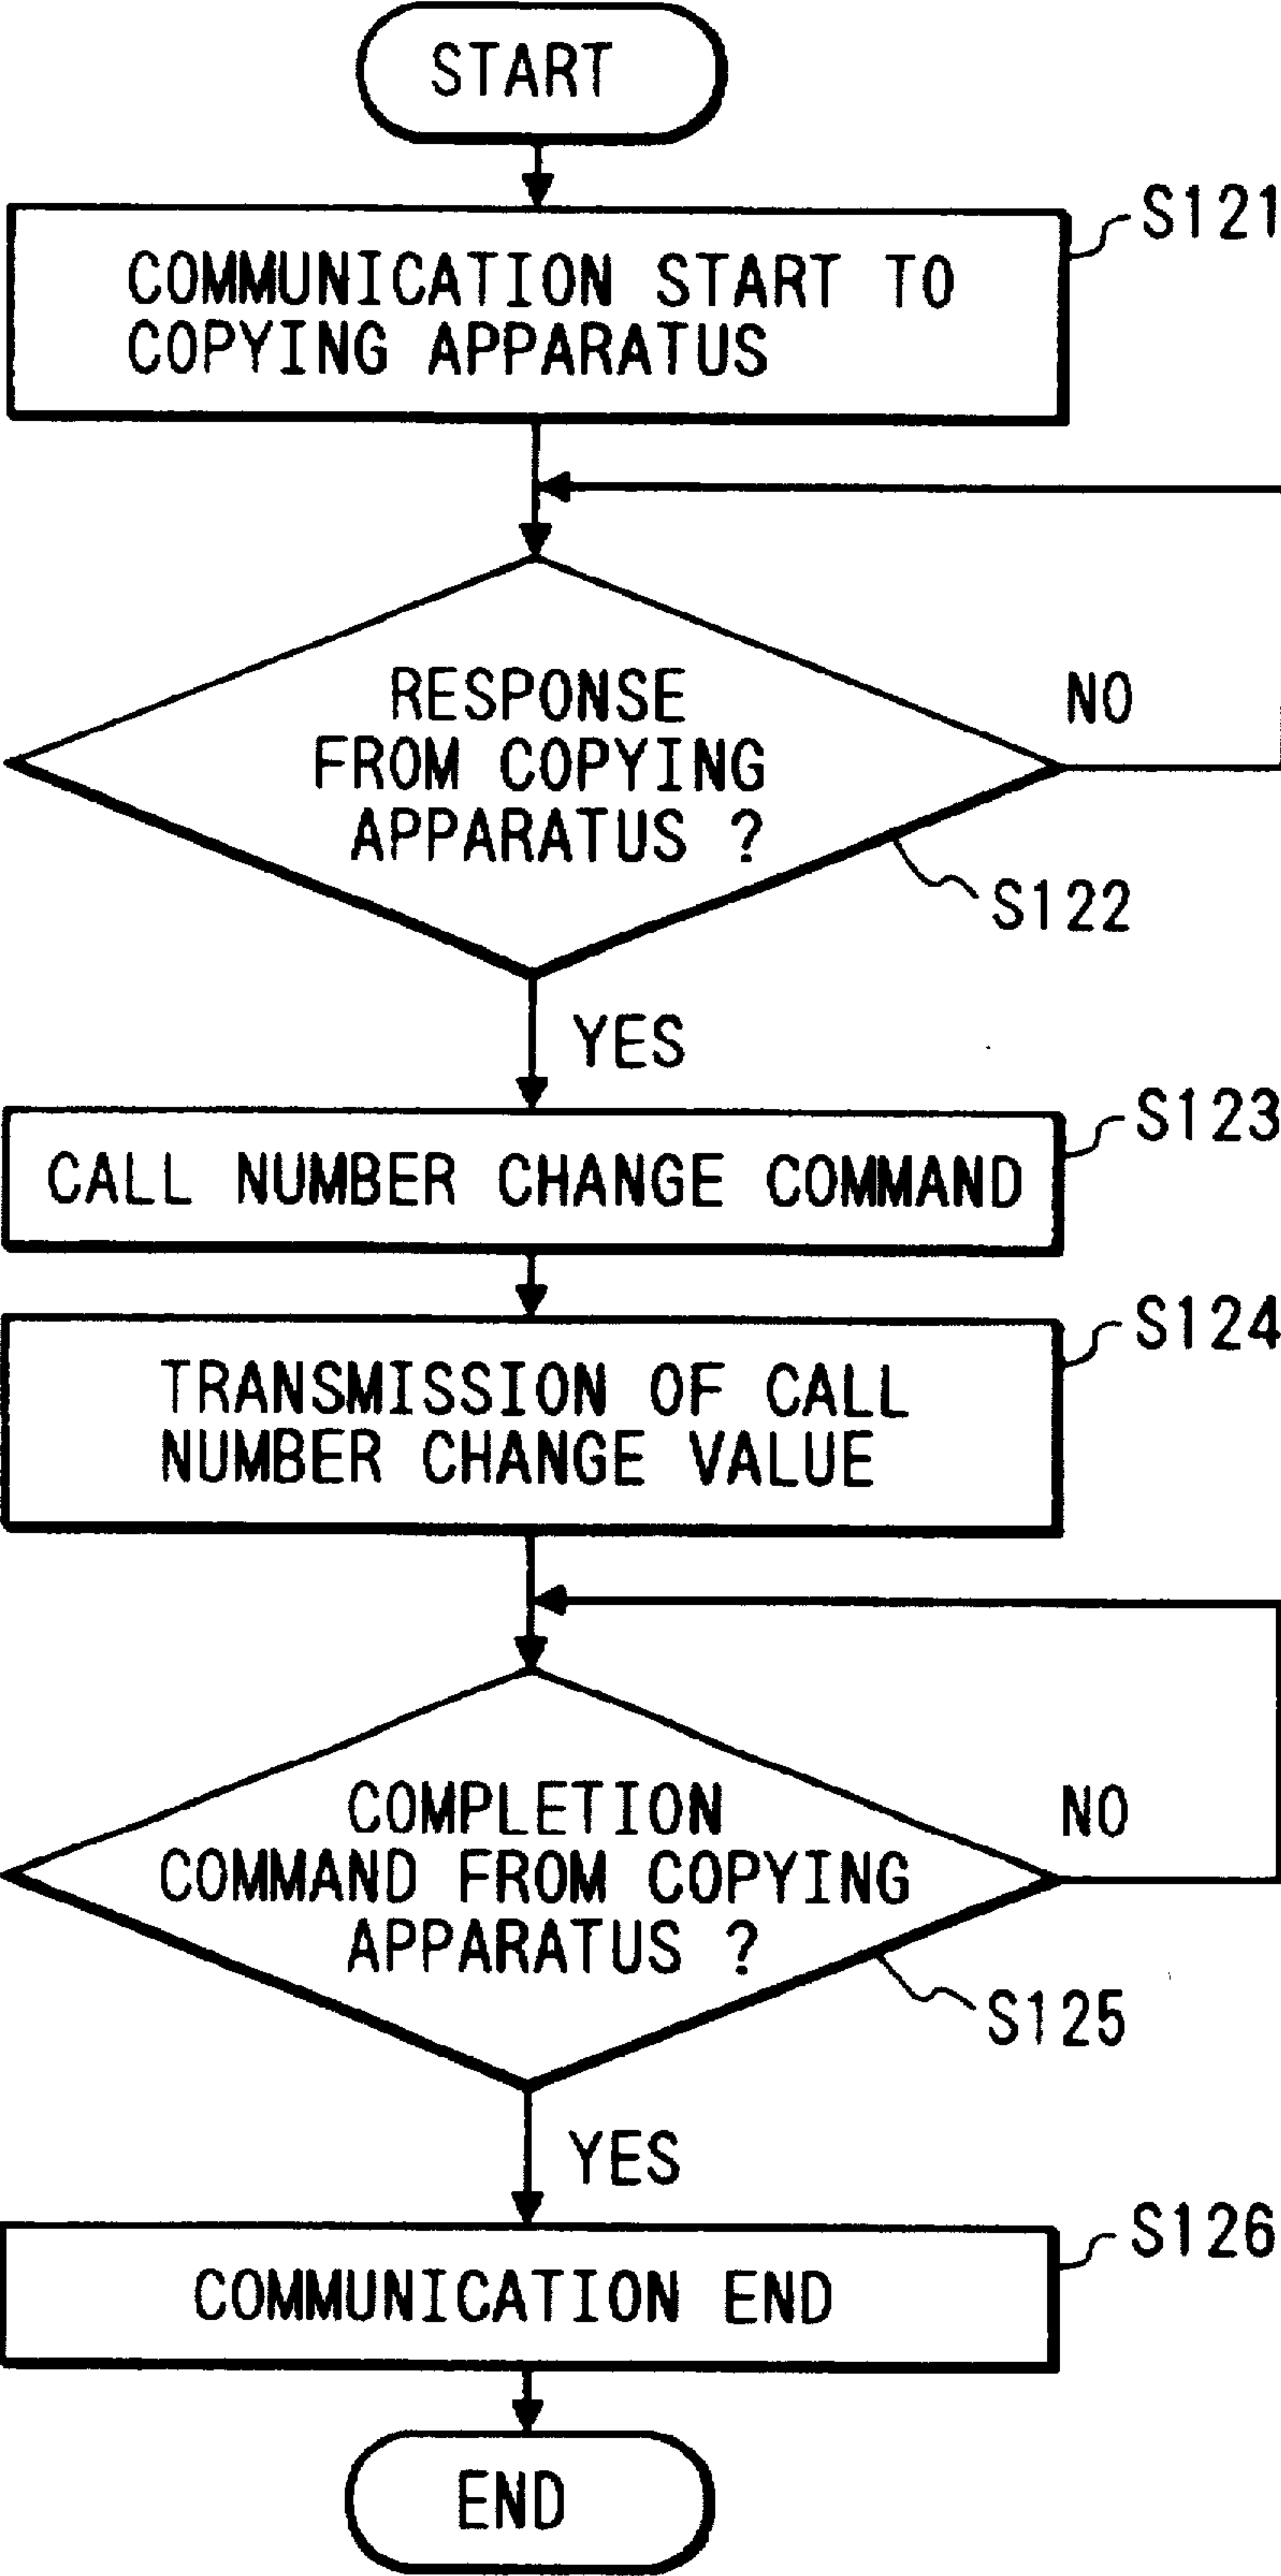 START
S121
COMMUNICATION START TO
COPYING APPARATUS
RESPONSE
FROM COPYING
APPARATUS ?
NO
S122
YES
S123
CALL NUMBER CHANGE COMMAND
S124
TRANSMISSION OF CALL
NUMBER CHANGE VALUE
COMPLETION
COMMAND FROM COPYING
APPARATUS ?
NO
S125
YES
S126
COMMUNICATION END
END